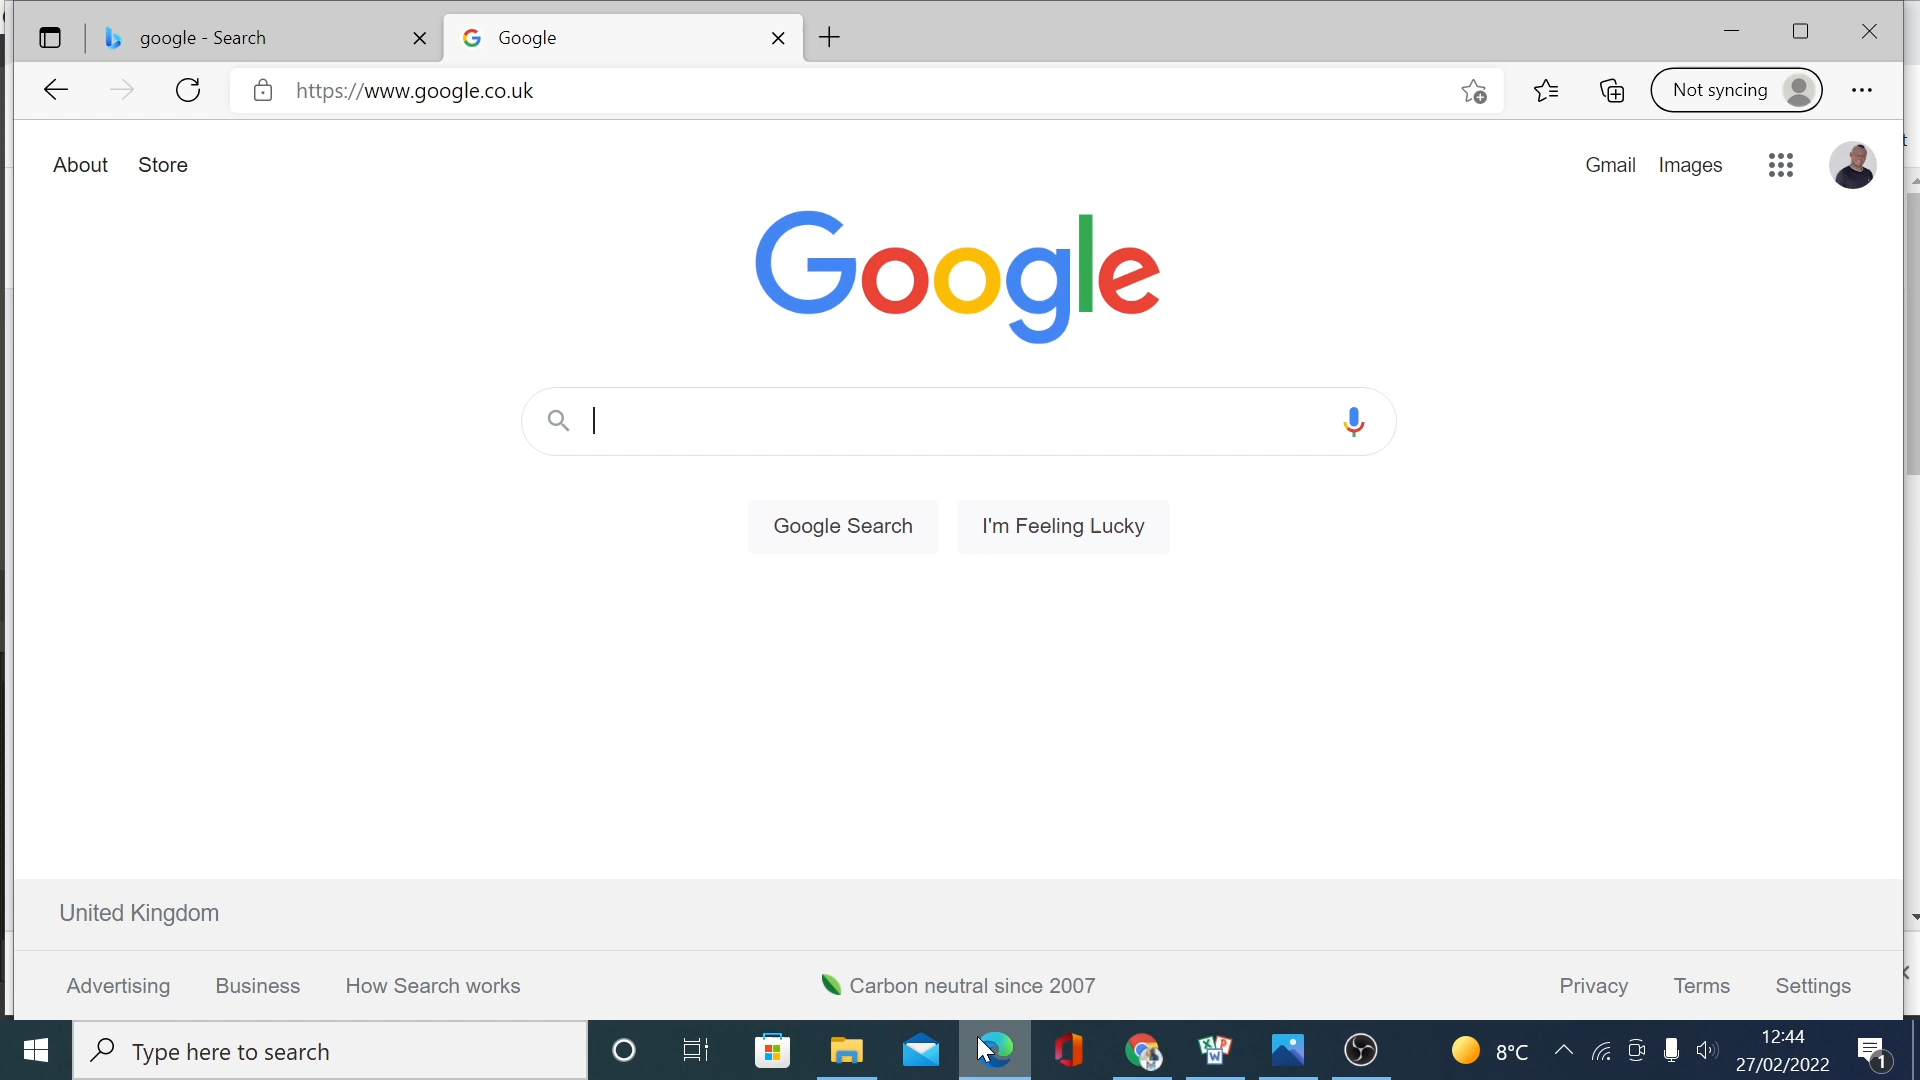 google - Search
Google
https://www.google.co.uk
Not syncing
About Store
Gmail Images
Google
Google Search
I'm Feeling Lucky
United Kingdom
Advertising Business How Search works
Carbon neutral since 2007
Privacy Terms Settings
Type here to search
8°C
12:44
27/02/2022
1